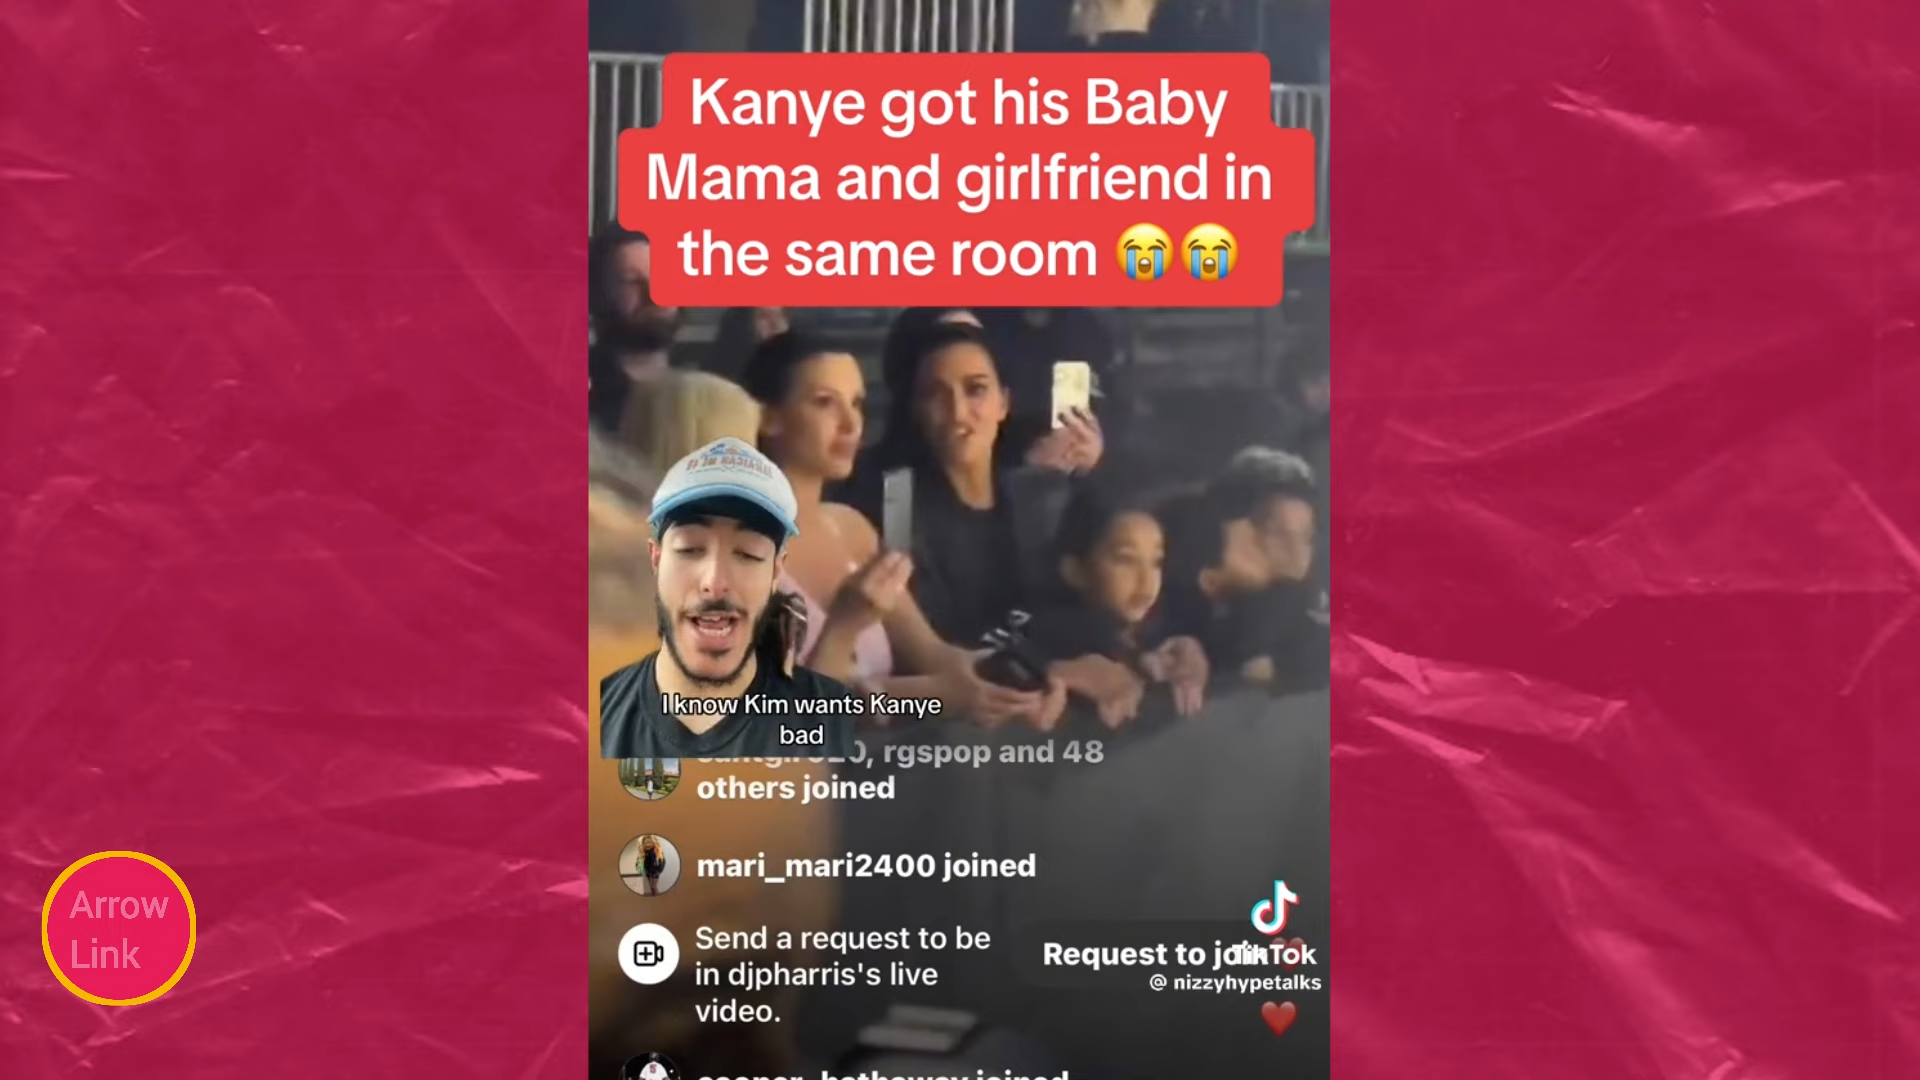 Kanye got his Baby
Mama and girlfriend in
the same room 😭😭
I know Kim wants Kanye
bad
rgspop and 48
others joined
mari_mari2400 joined
Send a request to be
in djpharris's live
video.
Request to join
TikTok
@ nizzyhypetalks
Arrow
Link
joined